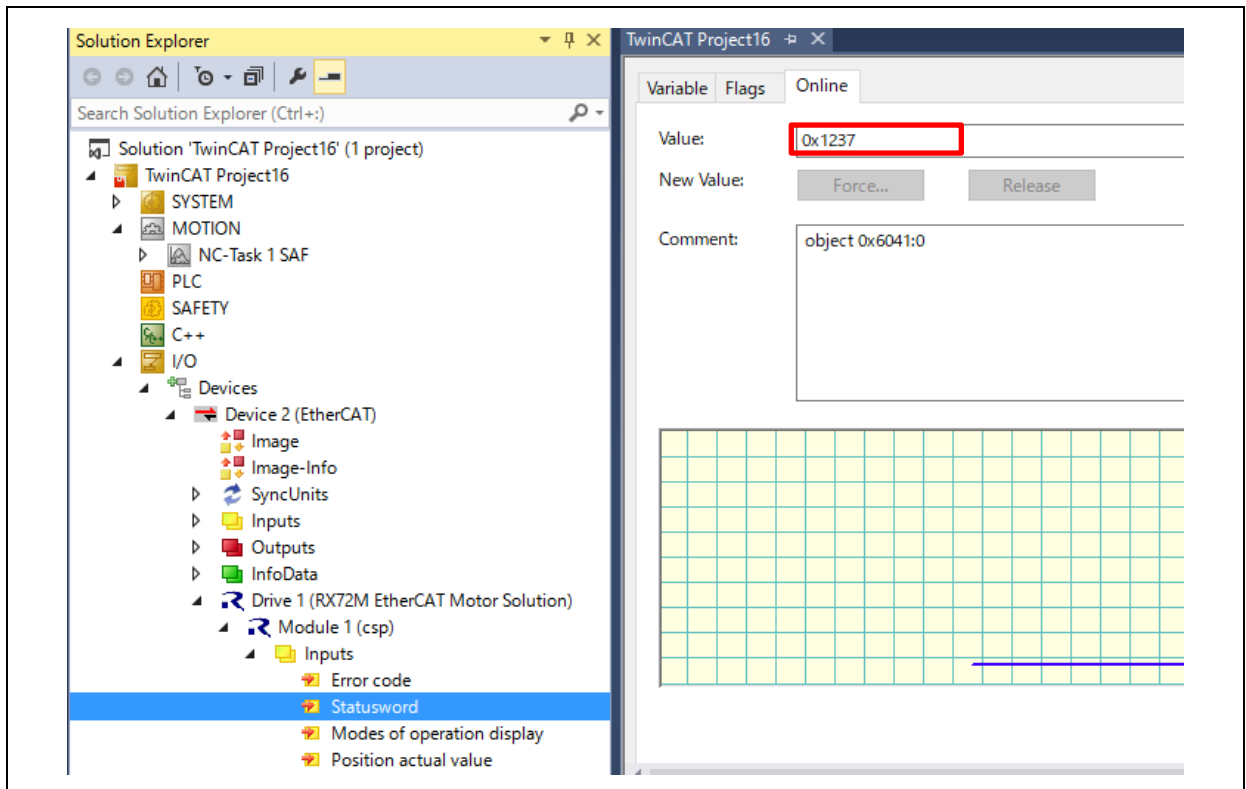 Solution Explorer
Search Solution Explorer (Ctrl+:)
Solution 'TwinCAT Project16' (1 project)
TwinCAT Project16
SYSTEM
MOTION
NC-Task 1 SAF
PLC
SAFETY
C++
I/O
Devices
Device 2 (EtherCAT)
Image
Image-Info
SyncUnits
Inputs
Outputs
InfoData
Drive 1 (RX72M EtherCAT Motor Solution)
Module 1 (csp)
Inputs
Error code
Statusword
Modes of operation display
Position actual value
TwinCAT Project16
Variable Flags Online
Value: 0x1237
New Value: Force... Release
Comment: object 0x6041:0